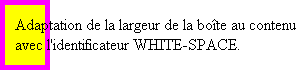 Adaptation de la largeur de la boîte au contenu
avec l'identificateur WHITE-SPACE.